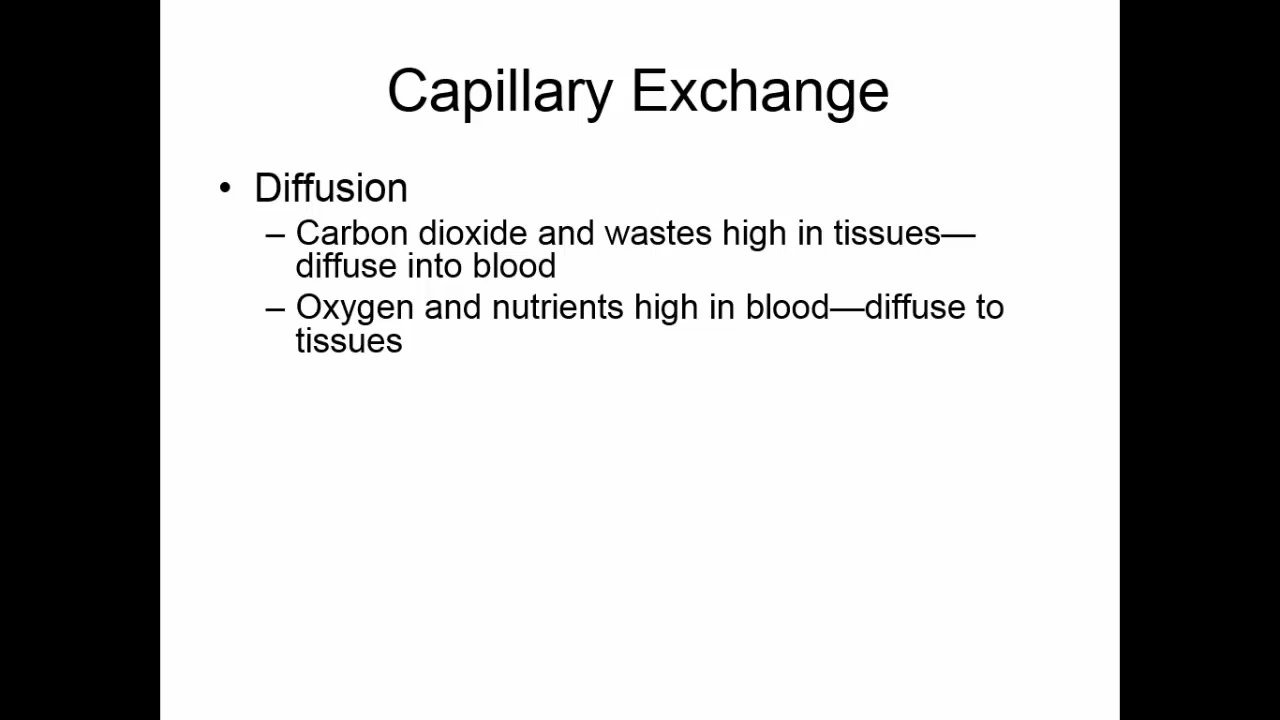 Capillary Exchange
• Diffusion
– Carbon dioxide and wastes high in tissues—
diffuse into blood
– Oxygen and nutrients high in blood—diffuse to
tissues